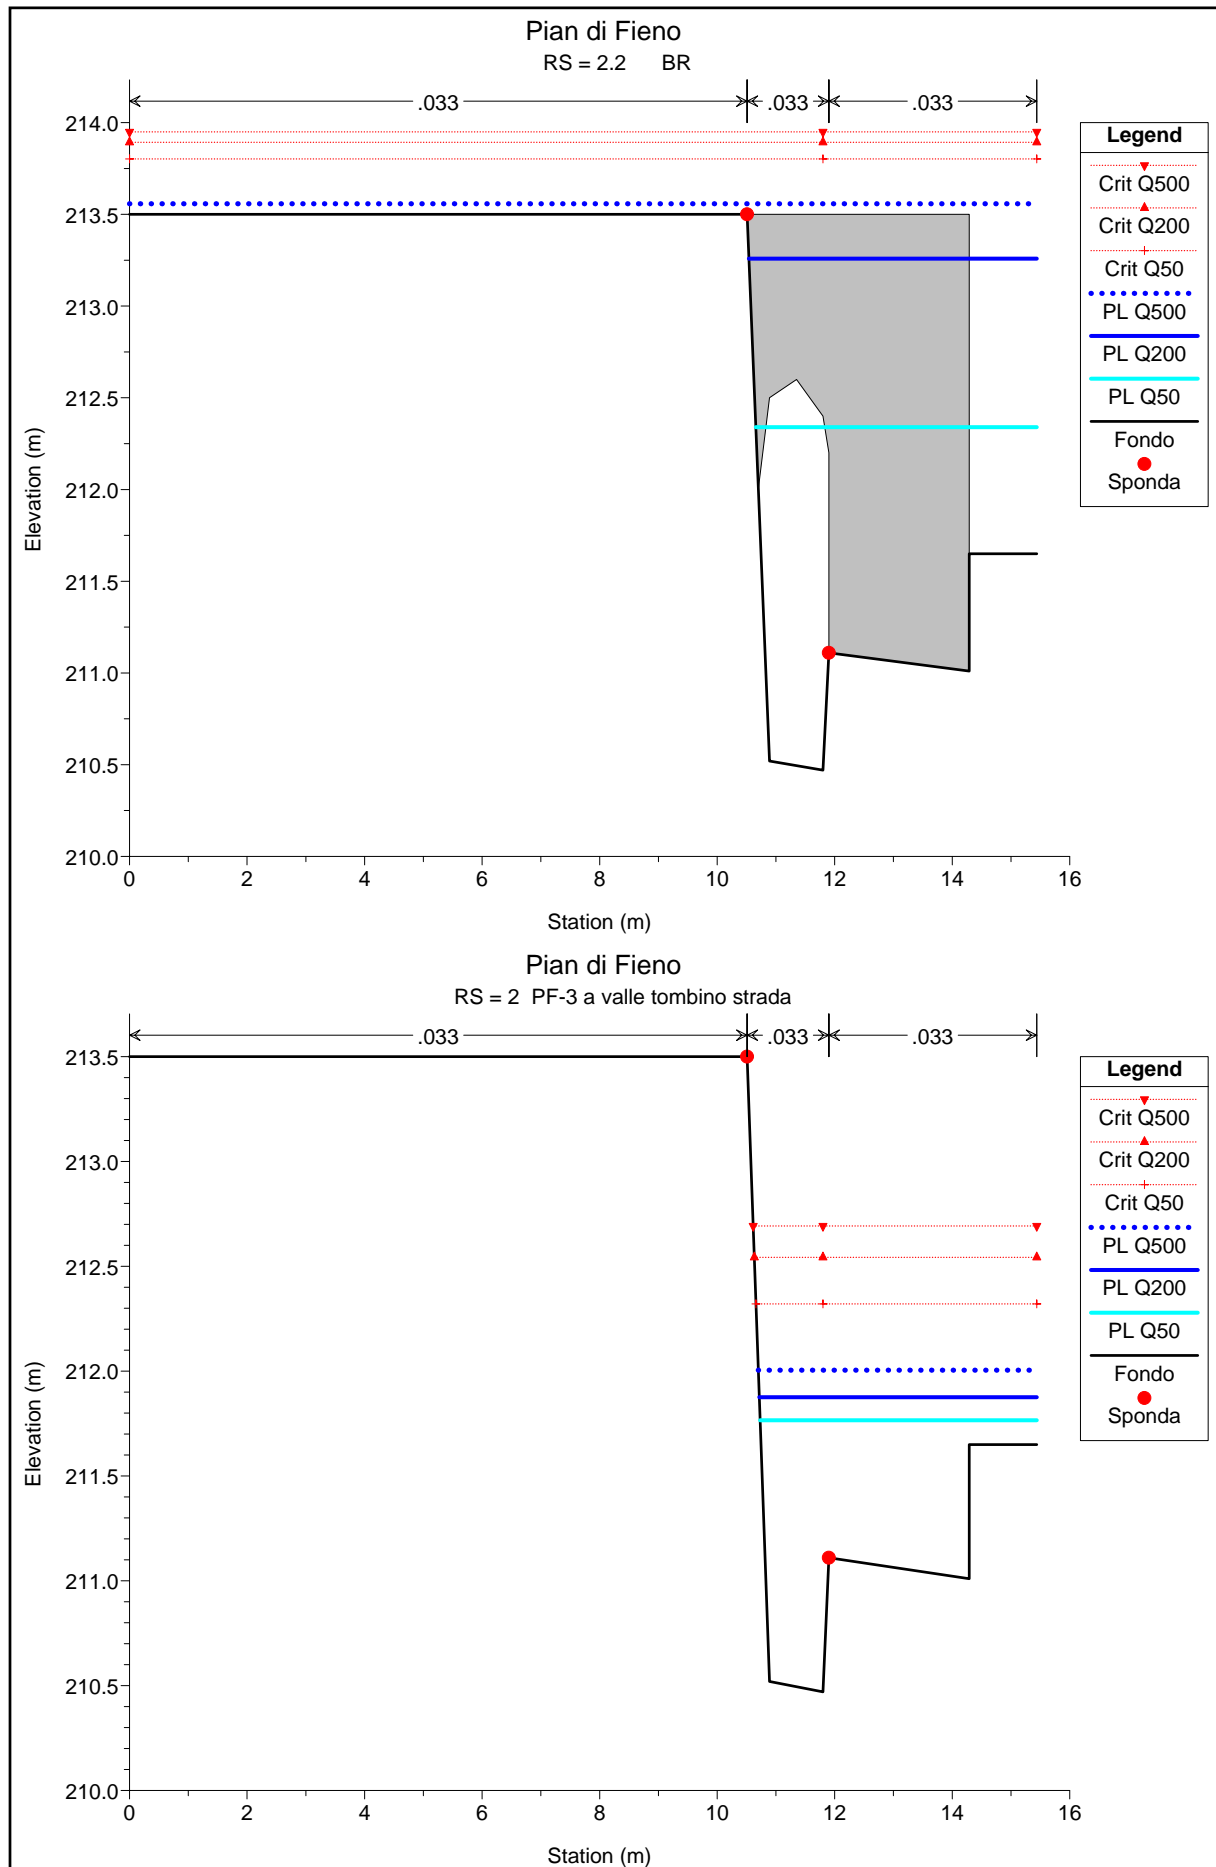 Pian di Fieno
RS = 2.2 BR
.033 .033 .033
214.0
213.5
213.0
212.5
212.0
211.5
211.0
210.5
210.0
Elevation (m)
0 2 4 6 8 10 12 14 16
Station (m)
Legend
Crit Q500
Crit Q200
Crit Q50
PL Q500
PL Q200
PL Q50
Fondo
Sponda
Pian di Fieno
RS = 2 PF-3 a valle tombino strada
.033 .033 .033
213.5
213.0
212.5
212.0
211.5
211.0
210.5
210.0
Elevation (m)
0 2 4 6 8 10 12 14 16
Station (m)
Legend
Crit Q500
Crit Q200
Crit Q50
PL Q500
PL Q200
PL Q50
Fondo
Sponda